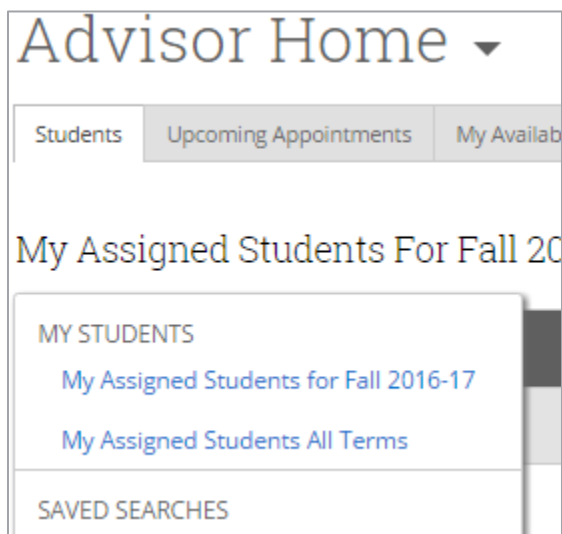 Advisor Home
Students Upcoming Appointments My Availab
My Assigned Students For Fall 20
MY STUDENTS
My Assigned Students for Fall 2016-17
My Assigned Students All Terms
SAVED SEARCHES